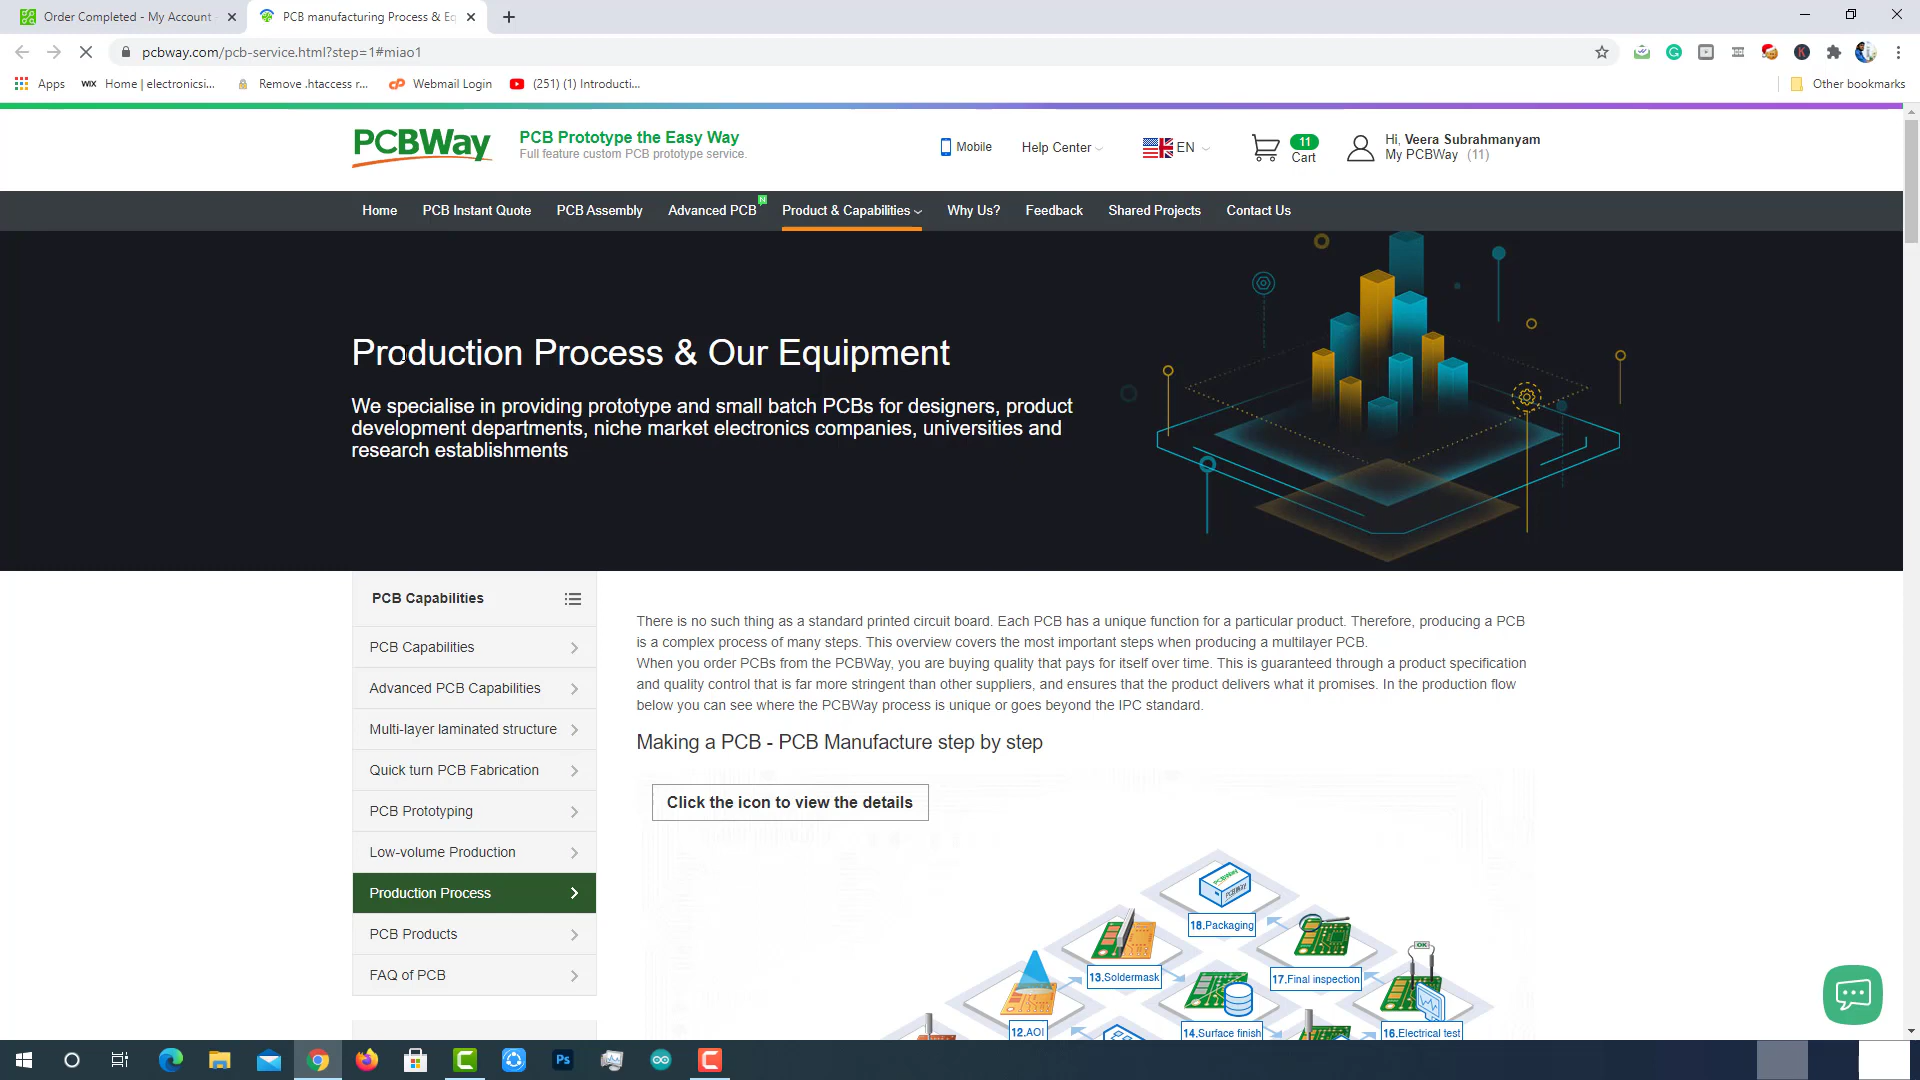 Order Completed - My Account
PCB manufacturing Process & Eq
pcbway.com/pcb-service.html?step=1#miao1
Apps
WIX Home | electronicsi...
Remove .htaccess r...
cP Webmail Login
(251) (1) Introducti...
Other bookmarks
PCBWay
PCB Prototype the Easy Way
Full feature custom PCB prototype service.
Mobile
Help Center
EN
11
Cart
Hi, Veera Subrahmanyam
My PCBWay (11)
Home
PCB Instant Quote
PCB Assembly
Advanced PCB
N
Product & Capabilities
Why Us?
Feedback
Shared Projects
Contact Us
Production Process & Our Equipment
We specialise in providing prototype and small batch PCBs for designers, product
development departments, niche market electronics companies, universities and
research establishments
PCB Capabilities
PCB Capabilities
Advanced PCB Capabilities
Multi-layer laminated structure
Quick turn PCB Fabrication
PCB Prototyping
Low-volume Production
Production Process
PCB Products
FAQ of PCB
There is no such thing as a standard printed circuit board. Each PCB has a unique function for a particular product. Therefore, producing a PCB
is a complex process of many steps. This overview covers the most important steps when producing a multilayer PCB.
When you order PCBs from the PCBWay, you are buying quality that pays for itself over time. This is guaranteed through a product specification
and quality control that is far more stringent than other suppliers, and ensures that the product delivers what it promises. In the production flow
below you can see where the PCBWay process is unique or goes beyond the IPC standard.
Making a PCB - PCB Manufacture step by step
Click the icon to view the details
PCBWay
PCBWay
18.Packaging
OK
13.Soldermask
17.Final inspection
12.AOI
14.Surface finish
16.Electrical test
Ps